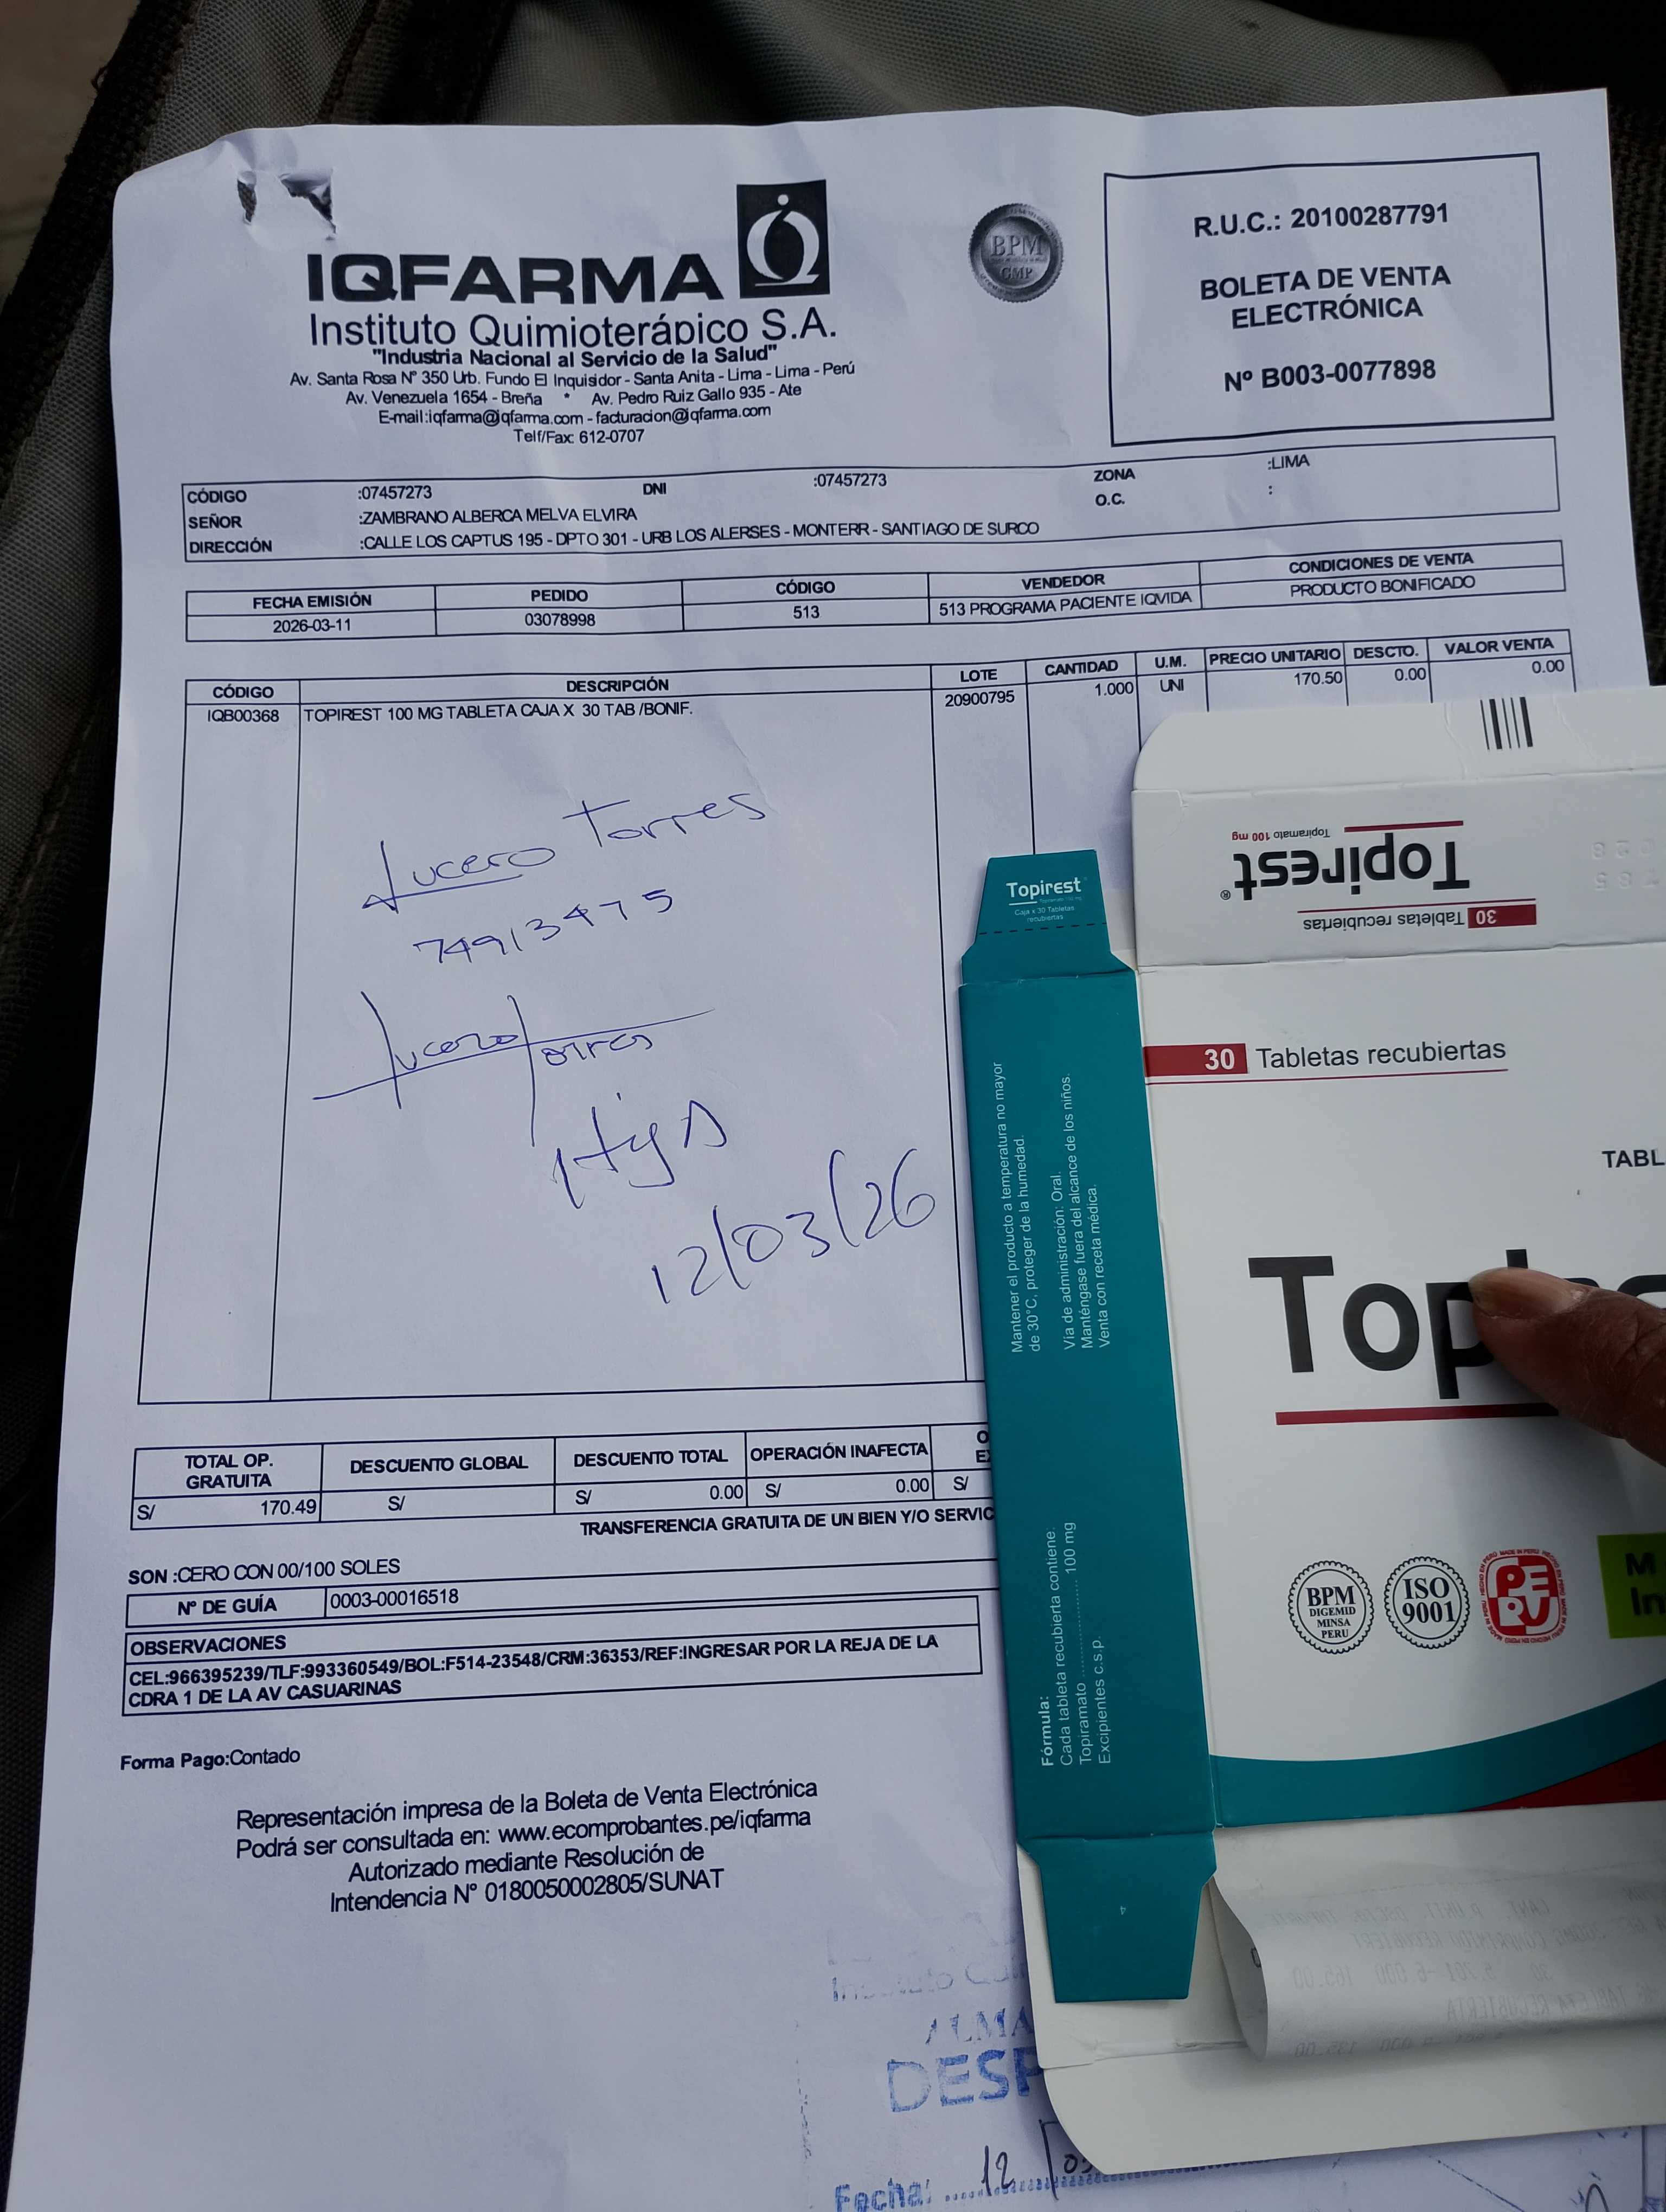 IQFARMA
Instituto Quimioterápico S.A.
"Industria Nacional al Servicio de la Salud"
Av. Santa Rosa N° 350 Urb. Fundo El Inquisidor - Santa Anita - Lima - Lima - Perú
Av. Venezuela 1654 - Breña * Av. Pedro Ruiz Gallo 935 - Ate
E-mail:iqfarma@iqfarma.com - facturacion@iqfarma.com
Telf/Fax: 612-0707
BPM
GMP
R.U.C.: 20100287791
BOLETA DE VENTA
ELECTRÓNICA
Nº B003-0077898
CÓDIGO :07457273 DNI :07457273 ZONA :LIMA
SEÑOR :ZAMBRANO ALBERCA MELVA ELVIRA O.C. :
DIRECCIÓN :CALLE LOS CAPTUS 195 - DPTO 301 - URB LOS ALERSES - MONTERR - SANTIAGO DE SURCO
FECHA EMISIÓN PEDIDO CÓDIGO VENDEDOR CONDICIONES DE VENTA
2026-03-11 03078998 513 513 PROGRAMA PACIENTE IQVIDA PRODUCTO BONIFICADO
CÓDIGO DESCRIPCIÓN LOTE CANTIDAD U.M. PRECIO UNITARIO DESCTO. VALOR VENTA
IQB00368 TOPIREST 100 MG TABLETA CAJA X 30 TAB /BONIF. 20900795 1.000 UNI 170.50 0.00 0.00
Lucero Torres
74913475
Lucero Torres
12/03/26
TOTAL OP. GRATUITA DESCUENTO GLOBAL DESCUENTO TOTAL OPERACIÓN INAFECTA
S/ 170.49 S/ S/ 0.00 S/ 0.00 S/
TRANSFERENCIA GRATUITA DE UN BIEN Y/O SERVIC
SON :CERO CON 00/100 SOLES
Nº DE GUÍA 0003-00016518
OBSERVACIONES
CEL:966395239/TLF:993360549/BOL:F514-23548/CRM:36353/REF:INGRESAR POR LA REJA DE LA
CDRA 1 DE LA AV CASUARINAS
Forma Pago:Contado
Representación impresa de la Boleta de Venta Electrónica
Podrá ser consultada en: www.ecomprobantes.pe/iqfarma
Autorizado mediante Resolución de
Intendencia N° 0180050002805/SUNAT
DESP
Fecha: 12
Topirest
Caja x 30 Tabletas
recubiertas
Mantener el producto a temperatura no mayor
de 30°C, proteger de la humedad.
Vía de administración: Oral.
Manténgase fuera del alcance de los niños.
Venta con receta médica.
Fórmula:
Cada tableta recubierta contiene:
Topiramato ........................ 100 mg
Excipientes c.s.p.
4
30 Tabletas recubiertas
Topirest®
Topiramato 100 mg
30 Tabletas recubiertas
TABL
Top
BPM
DIGEMID
MINSA
PERU
ISO
9001
PERU
M
In